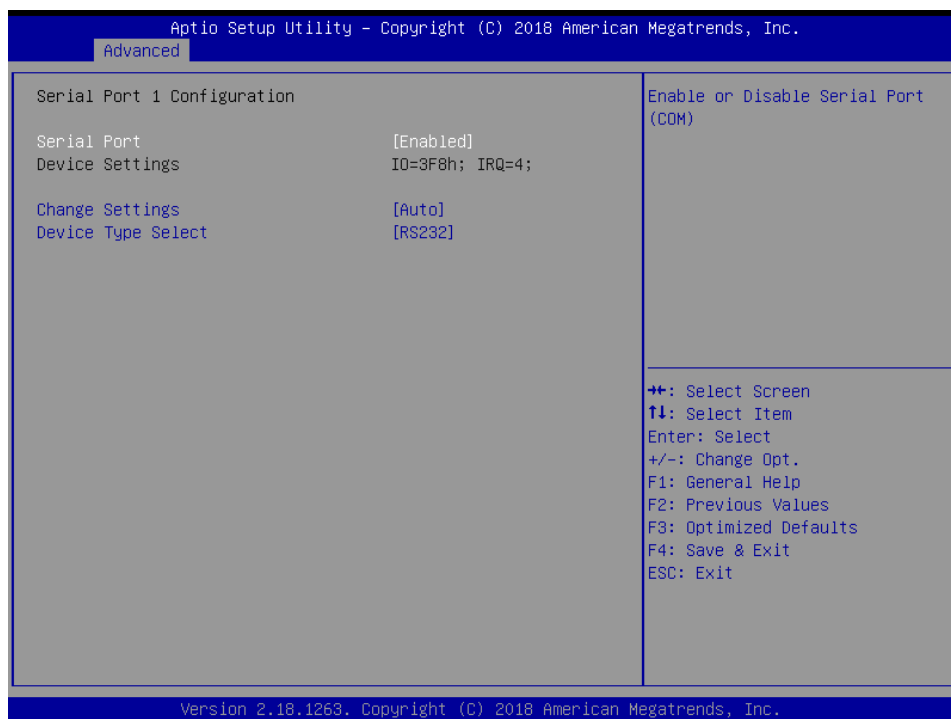 Aptio Setup Utility – Copyright (C) 2018 American Megatrends, Inc.
Advanced
Serial Port 1 Configuration
Serial Port [Enabled]
Device Settings IO=3F8h; IRQ=4;
Change Settings [Auto]
Device Type Select [RS232]
Enable or Disable Serial Port
(COM)
→←: Select Screen
↑↓: Select Item
Enter: Select
+/-: Change Opt.
F1: General Help
F2: Previous Values
F3: Optimized Defaults
F4: Save & Exit
ESC: Exit
Version 2.18.1263. Copyright (C) 2018 American Megatrends, Inc.